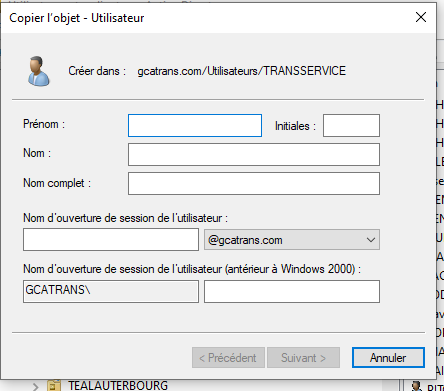 Copier l'objet - Utilisateur
Créer dans : gcatrans.com/Utilisateurs/TRANSSERVICE
Prénom : Initiales :
Nom :
Nom complet :
Nom d'ouverture de session de l'utilisateur :
@gcatrans.com
Nom d'ouverture de session de l'utilisateur (antérieur à Windows 2000) :
GCATRANS\
< Précédent Suivant > Annuler
TEALAUTERBOURG